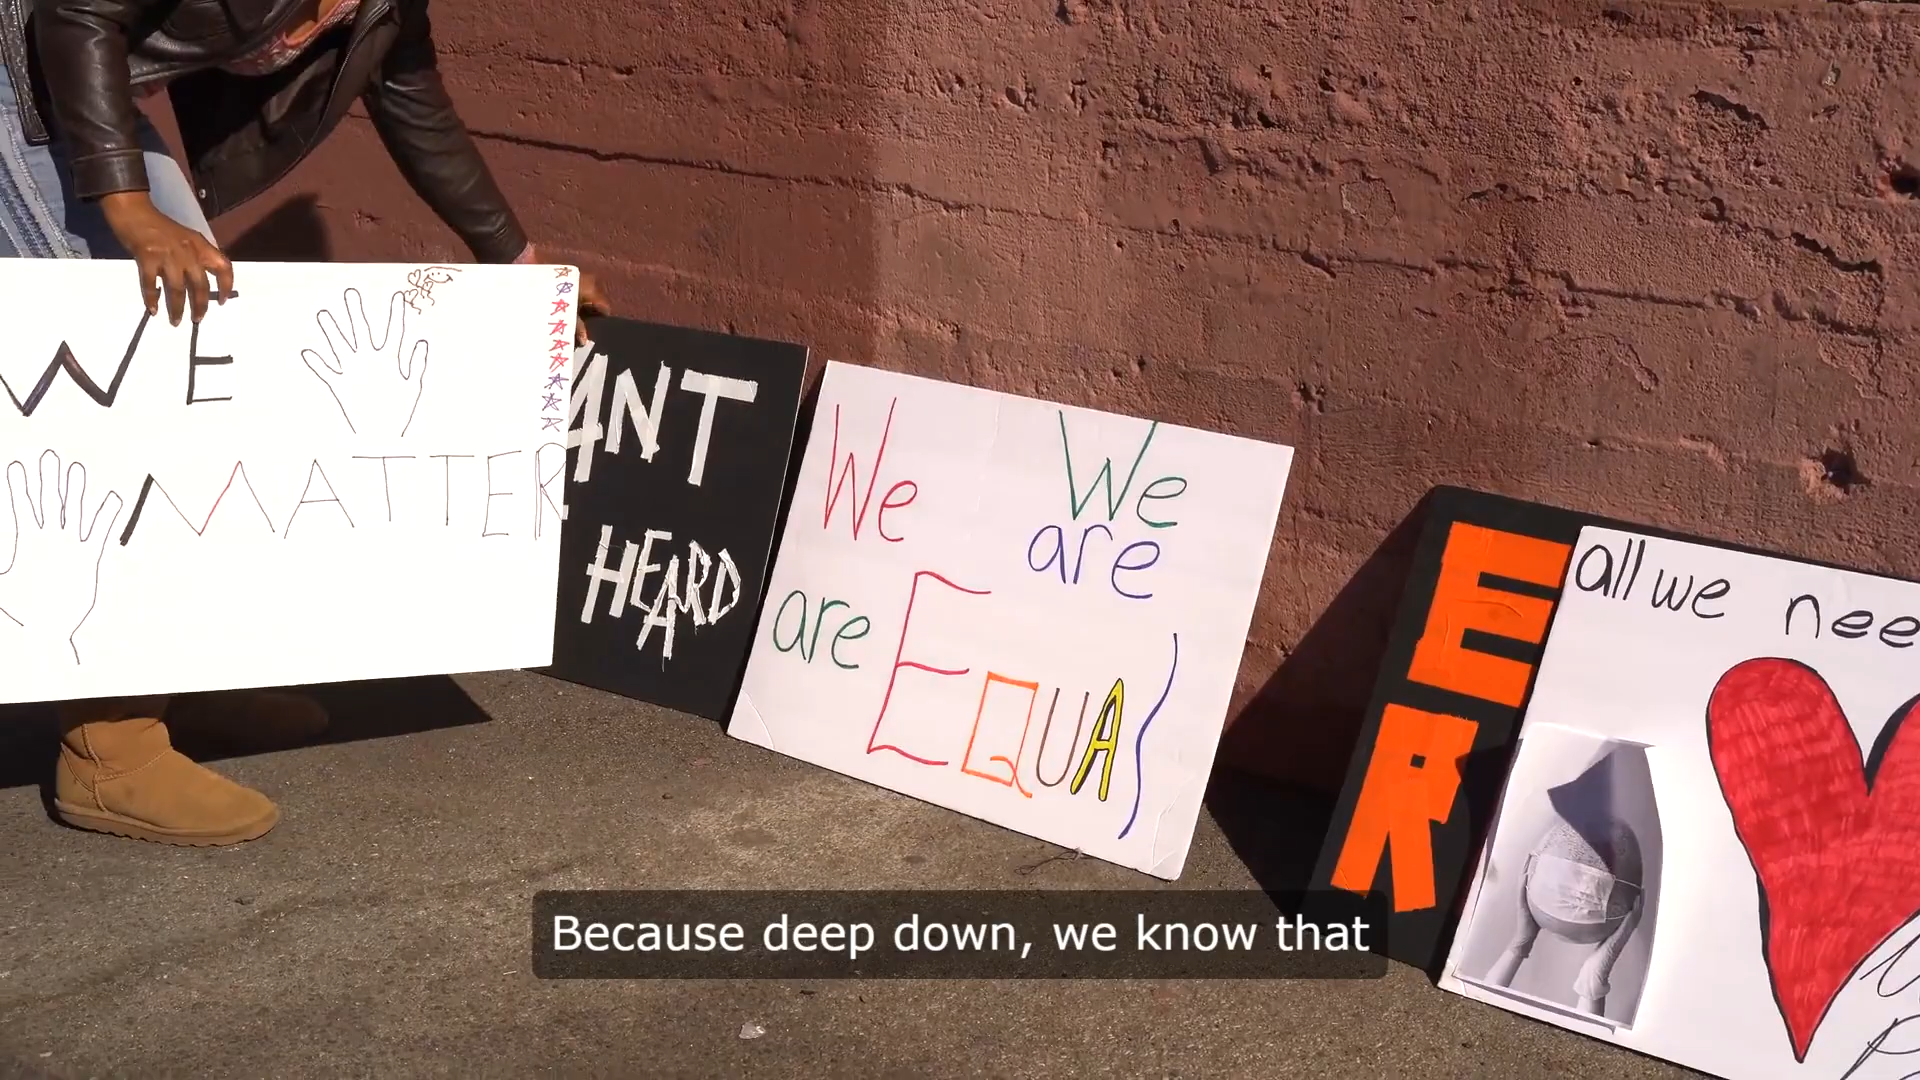 WE
MATTER
ANT
HEARD
We
are
We
are
EQUAl
ER
all we nee
Because deep down, we know that